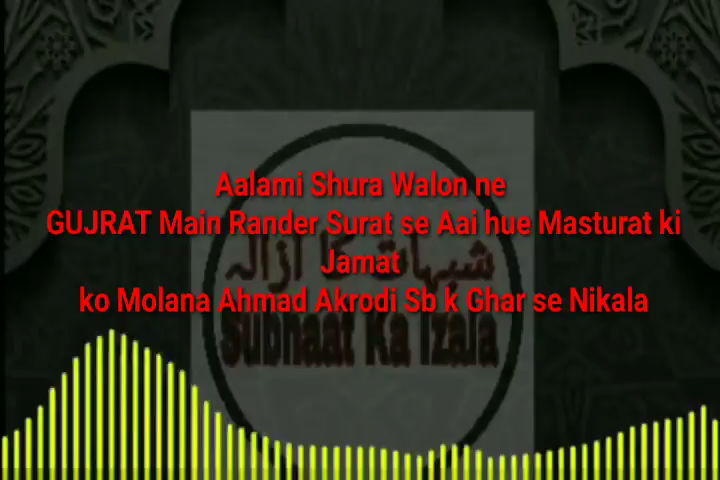 Aalami Shura Walon ne
GUJRAT Main Rander Surat se Aai hue Masturat ki
Jamat
ko Molana Ahmad Akrodi Sb k Ghar se Nikala
شبہات کا ازالہ
Subhaat Ka Izala